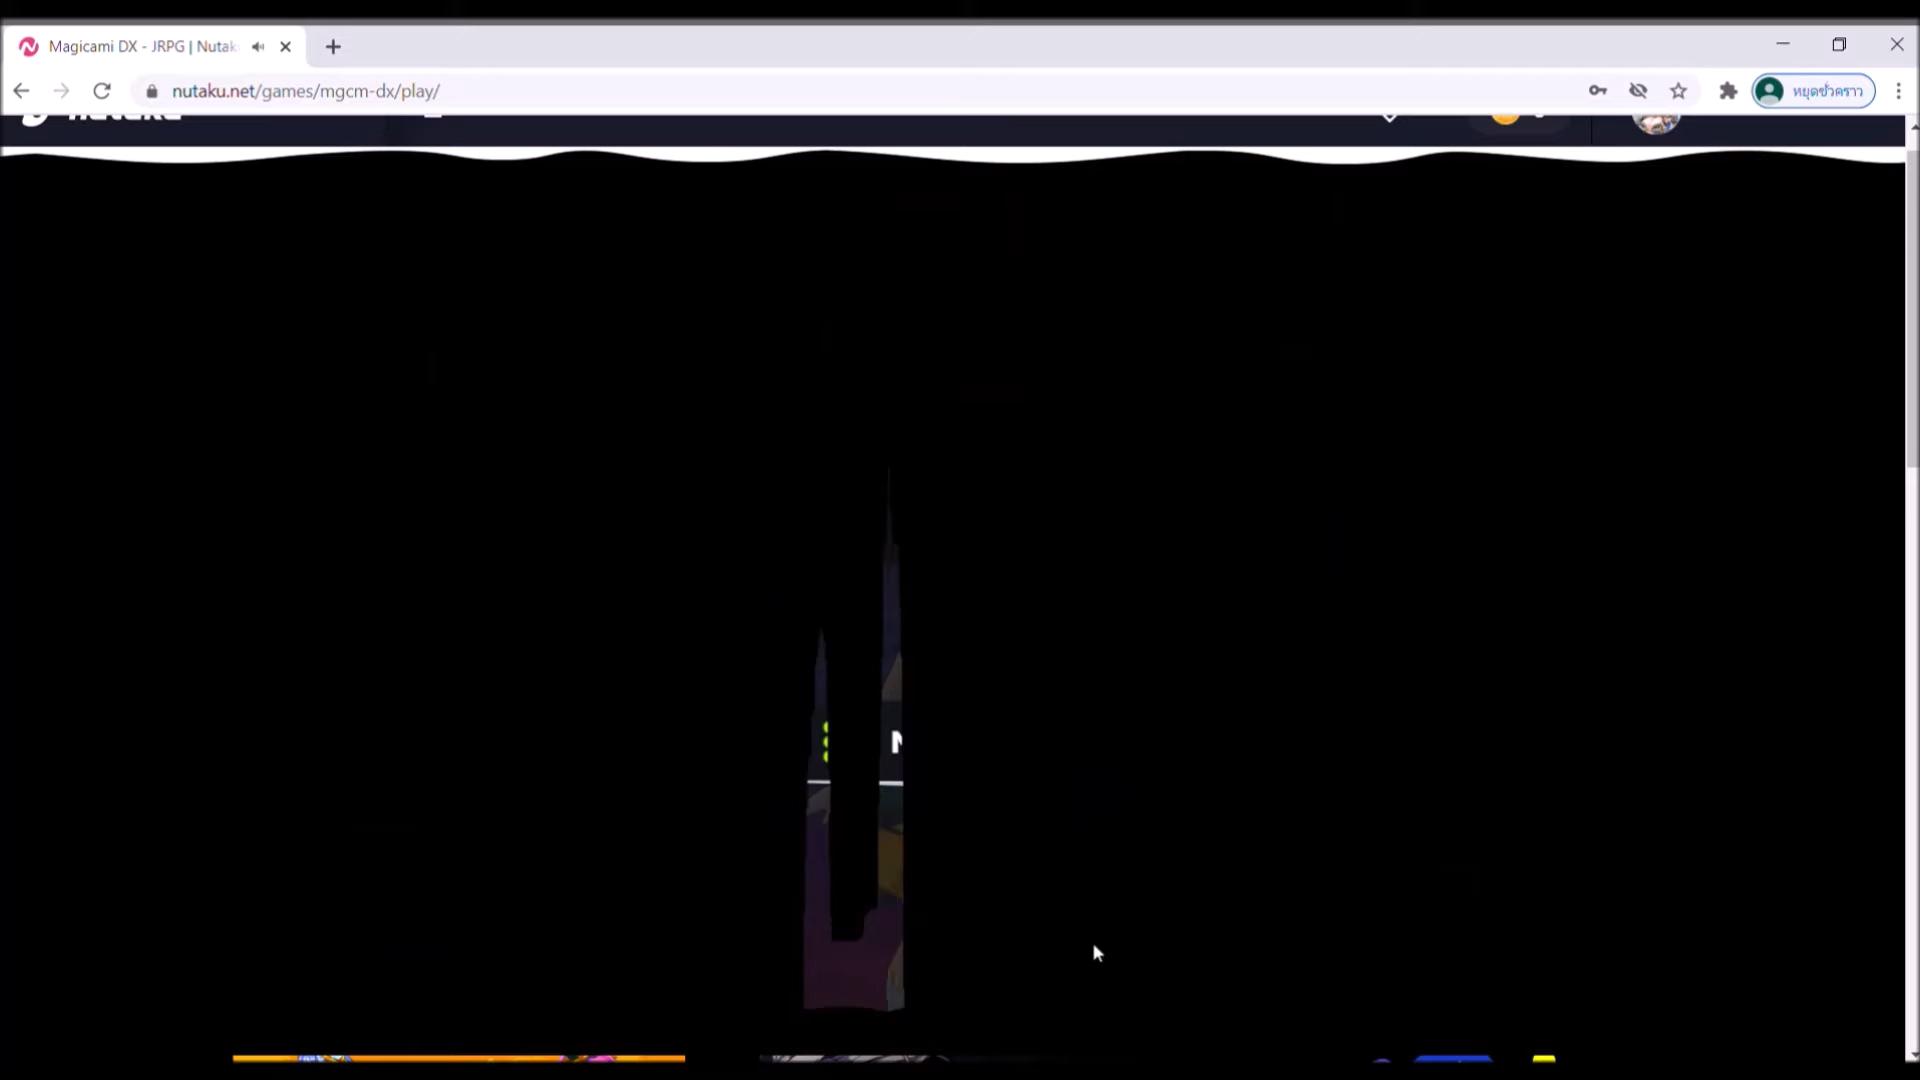 Magicami DX - JRPG | Nutak
nutaku.net/games/mgcm-dx/play/
หยุดชั่วคราว
nutaku
N